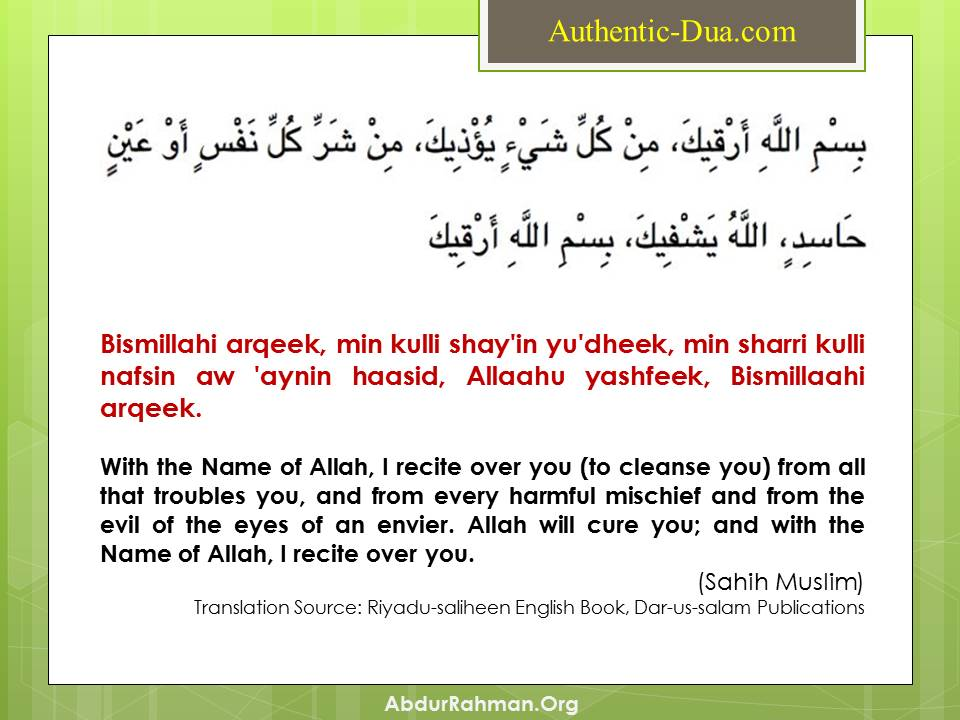 Authentic-Dua.com
بِسْمِ اللَّهِ أَرْقِيكَ، مِنْ كُلِّ شَيْءٍ يُؤْذِيكَ، مِنْ شَرِّ كُلِّ نَفْسٍ أَوْ عَيْنٍ
حَاسِدٍ، اللَّهُ يَشْفِيكَ، بِسْمِ اللَّهِ أَرْقِيكَ
Bismillahi arqeek, min kulli shay'in yu'dheek, min sharri kulli
nafsin aw 'aynin haasid, Allaahu yashfeek, Bismillaahi
arqeek.
With the Name of Allah, I recite over you (to cleanse you) from all
that troubles you, and from every harmful mischief and from the
evil of the eyes of an envier. Allah will cure you; and with the
Name of Allah, I recite over you.
(Sahih Muslim)
Translation Source: Riyadu-saliheen English Book, Dar-us-salam Publications
AbdurRahman.Org